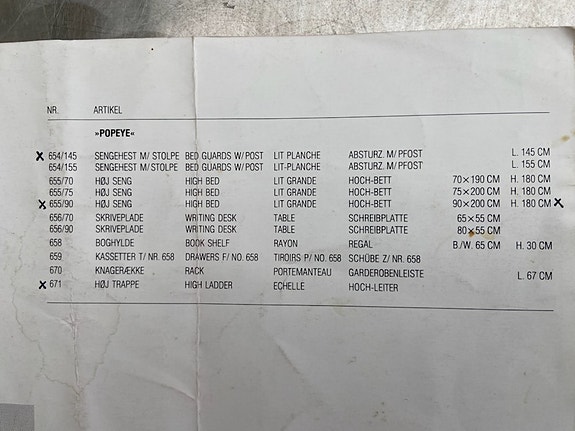 NR. ARTIKEL
»POPEYE«
x 654/145 SENGEHEST M/ STOLPE BED GUARDS W/POST LIT-PLANCHE ABSTURZ. M/PFOST L. 145 CM
654/155 SENGEHEST M/ STOLPE BED GUARDS W/POST LIT-PLANCHE ABSTURZ. M/PFOST L. 155 CM
655/70 HØJ SENG HIGH BED LIT GRANDE HOCH-BETT 70×190 CM H. 180 CM
655/75 HØJ SENG HIGH BED LIT GRANDE HOCH-BETT 75×200 CM H. 180 CM
x 655/90 HØJ SENG HIGH BED LIT GRANDE HOCH-BETT 90×200 CM H. 180 CM x
656/70 SKRIVEPLADE WRITING DESK TABLE SCHREIBPLATTE 65×55 CM
656/90 SKRIVEPLADE WRITING DESK TABLE SCHREIBPLATTE 80×55 CM
658 BOGHYLDE BOOK SHELF RAYON REGAL B/W. 65 CM H. 30 CM
659 KASSETTER T/ NR. 658 DRAWERS F/ NO. 658 TIROIRS P/ NO. 658 SCHÜBE Z/ NR. 658
670 KNAGERÆKKE RACK PORTEMANTEAU GARDEROBENLEISTE L. 67 CM
x 671 HØJ TRAPPE HIGH LADDER ECHELLE HOCH-LEITER